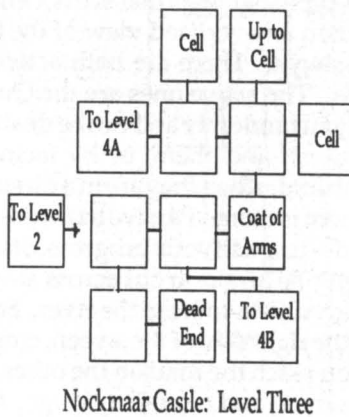 Cell
Up to
Cell
To Level
4A
Cell
To Level
2
Coat of
Arms
Dead
End
To Level
4B
Nockmaar Castle: Level Three